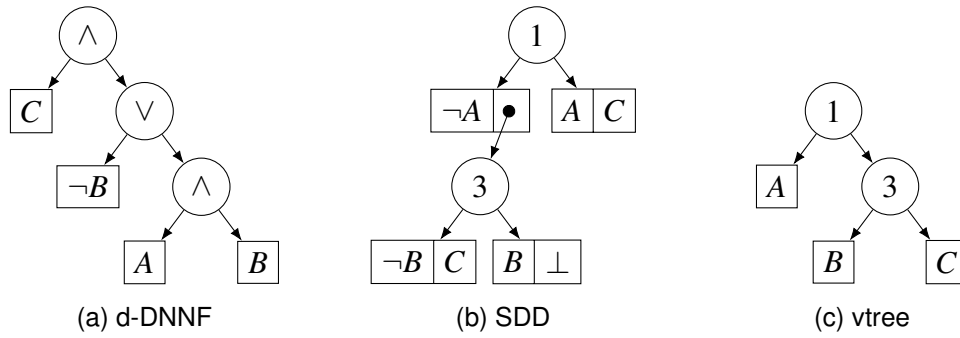 ∧ 1
C ∨ ¬A A C 1
¬B ∧ 3 A 3
A B ¬B C B ⊥ B C
(a) d-DNNF (b) SDD (c) vtree